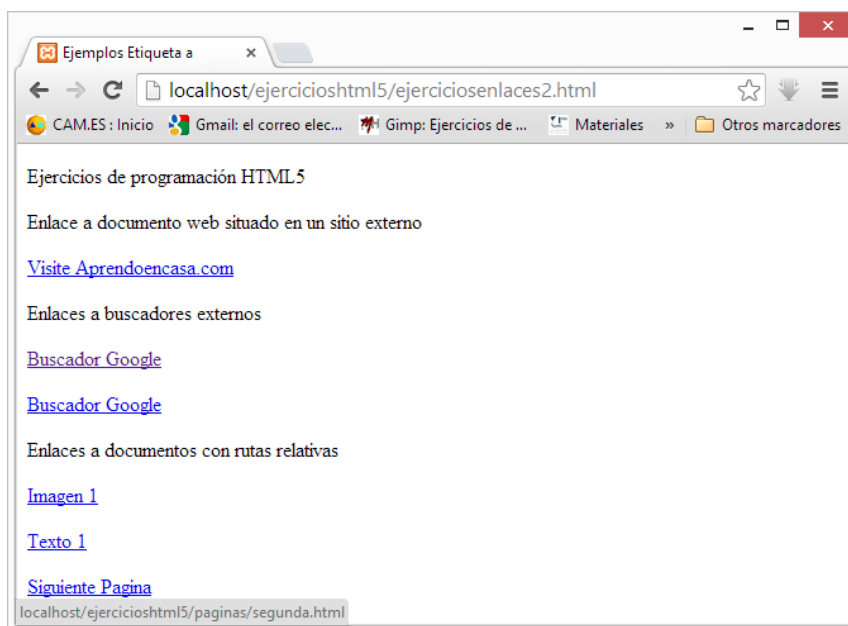 Ejemplos Etiqueta a
localhost/ejercicioshtml5/ejerciciosenlaces2.html
CAM.ES : Inicio Gmail: el correo elec... Gimp: Ejercicios de ... Materiales » Otros marcadores
Ejercicios de programación HTML5
Enlace a documento web situado en un sitio externo
Visite Aprendoencasa.com
Enlaces a buscadores externos
Buscador Google
Buscador Google
Enlaces a documentos con rutas relativas
Imagen 1
Texto 1
Siguiente Pagina
localhost/ejercicioshtml5/paginas/segunda.html